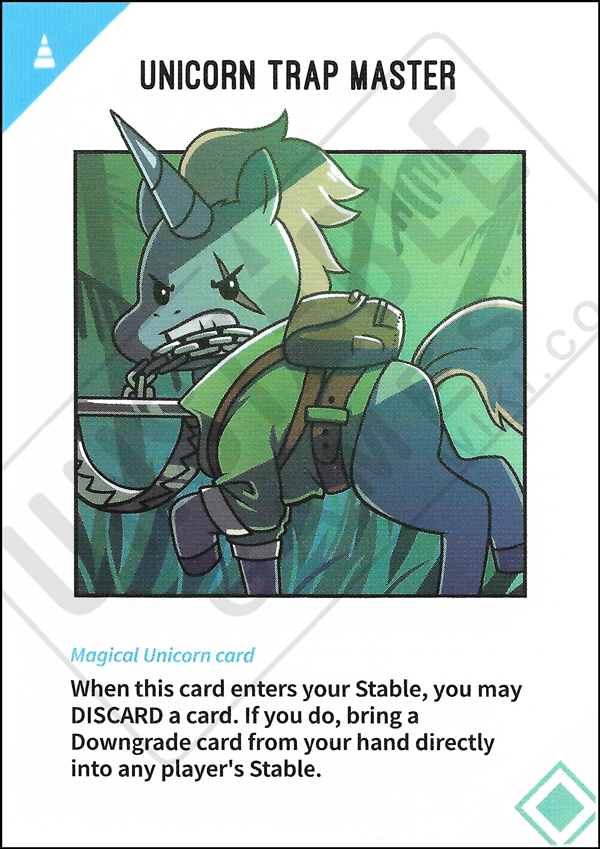 UNICORN TRAP MASTER
Magical Unicorn card
When this card enters your Stable, you may
DISCARD a card. If you do, bring a
Downgrade card from your hand directly
into any player's Stable.